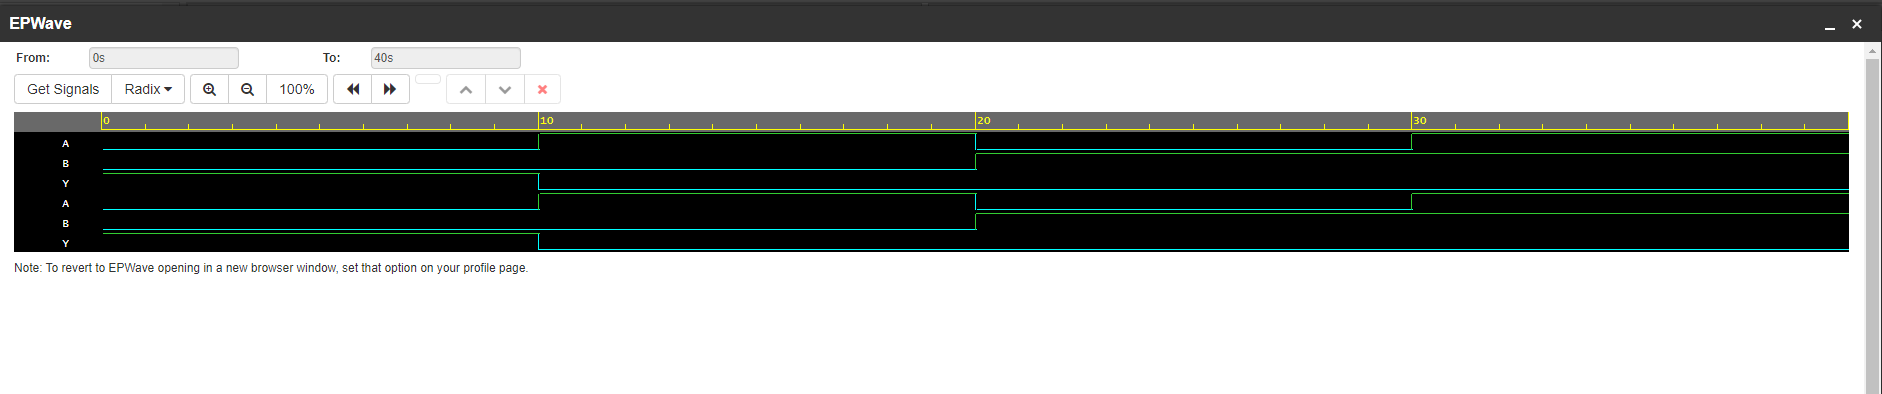 EPWave
From: 0s To: 40s
Get Signals Radix 100%
0 10 20 30
A
B
Y
A
B
Y
Note: To revert to EPWave opening in a new browser window, set that option on your profile page.